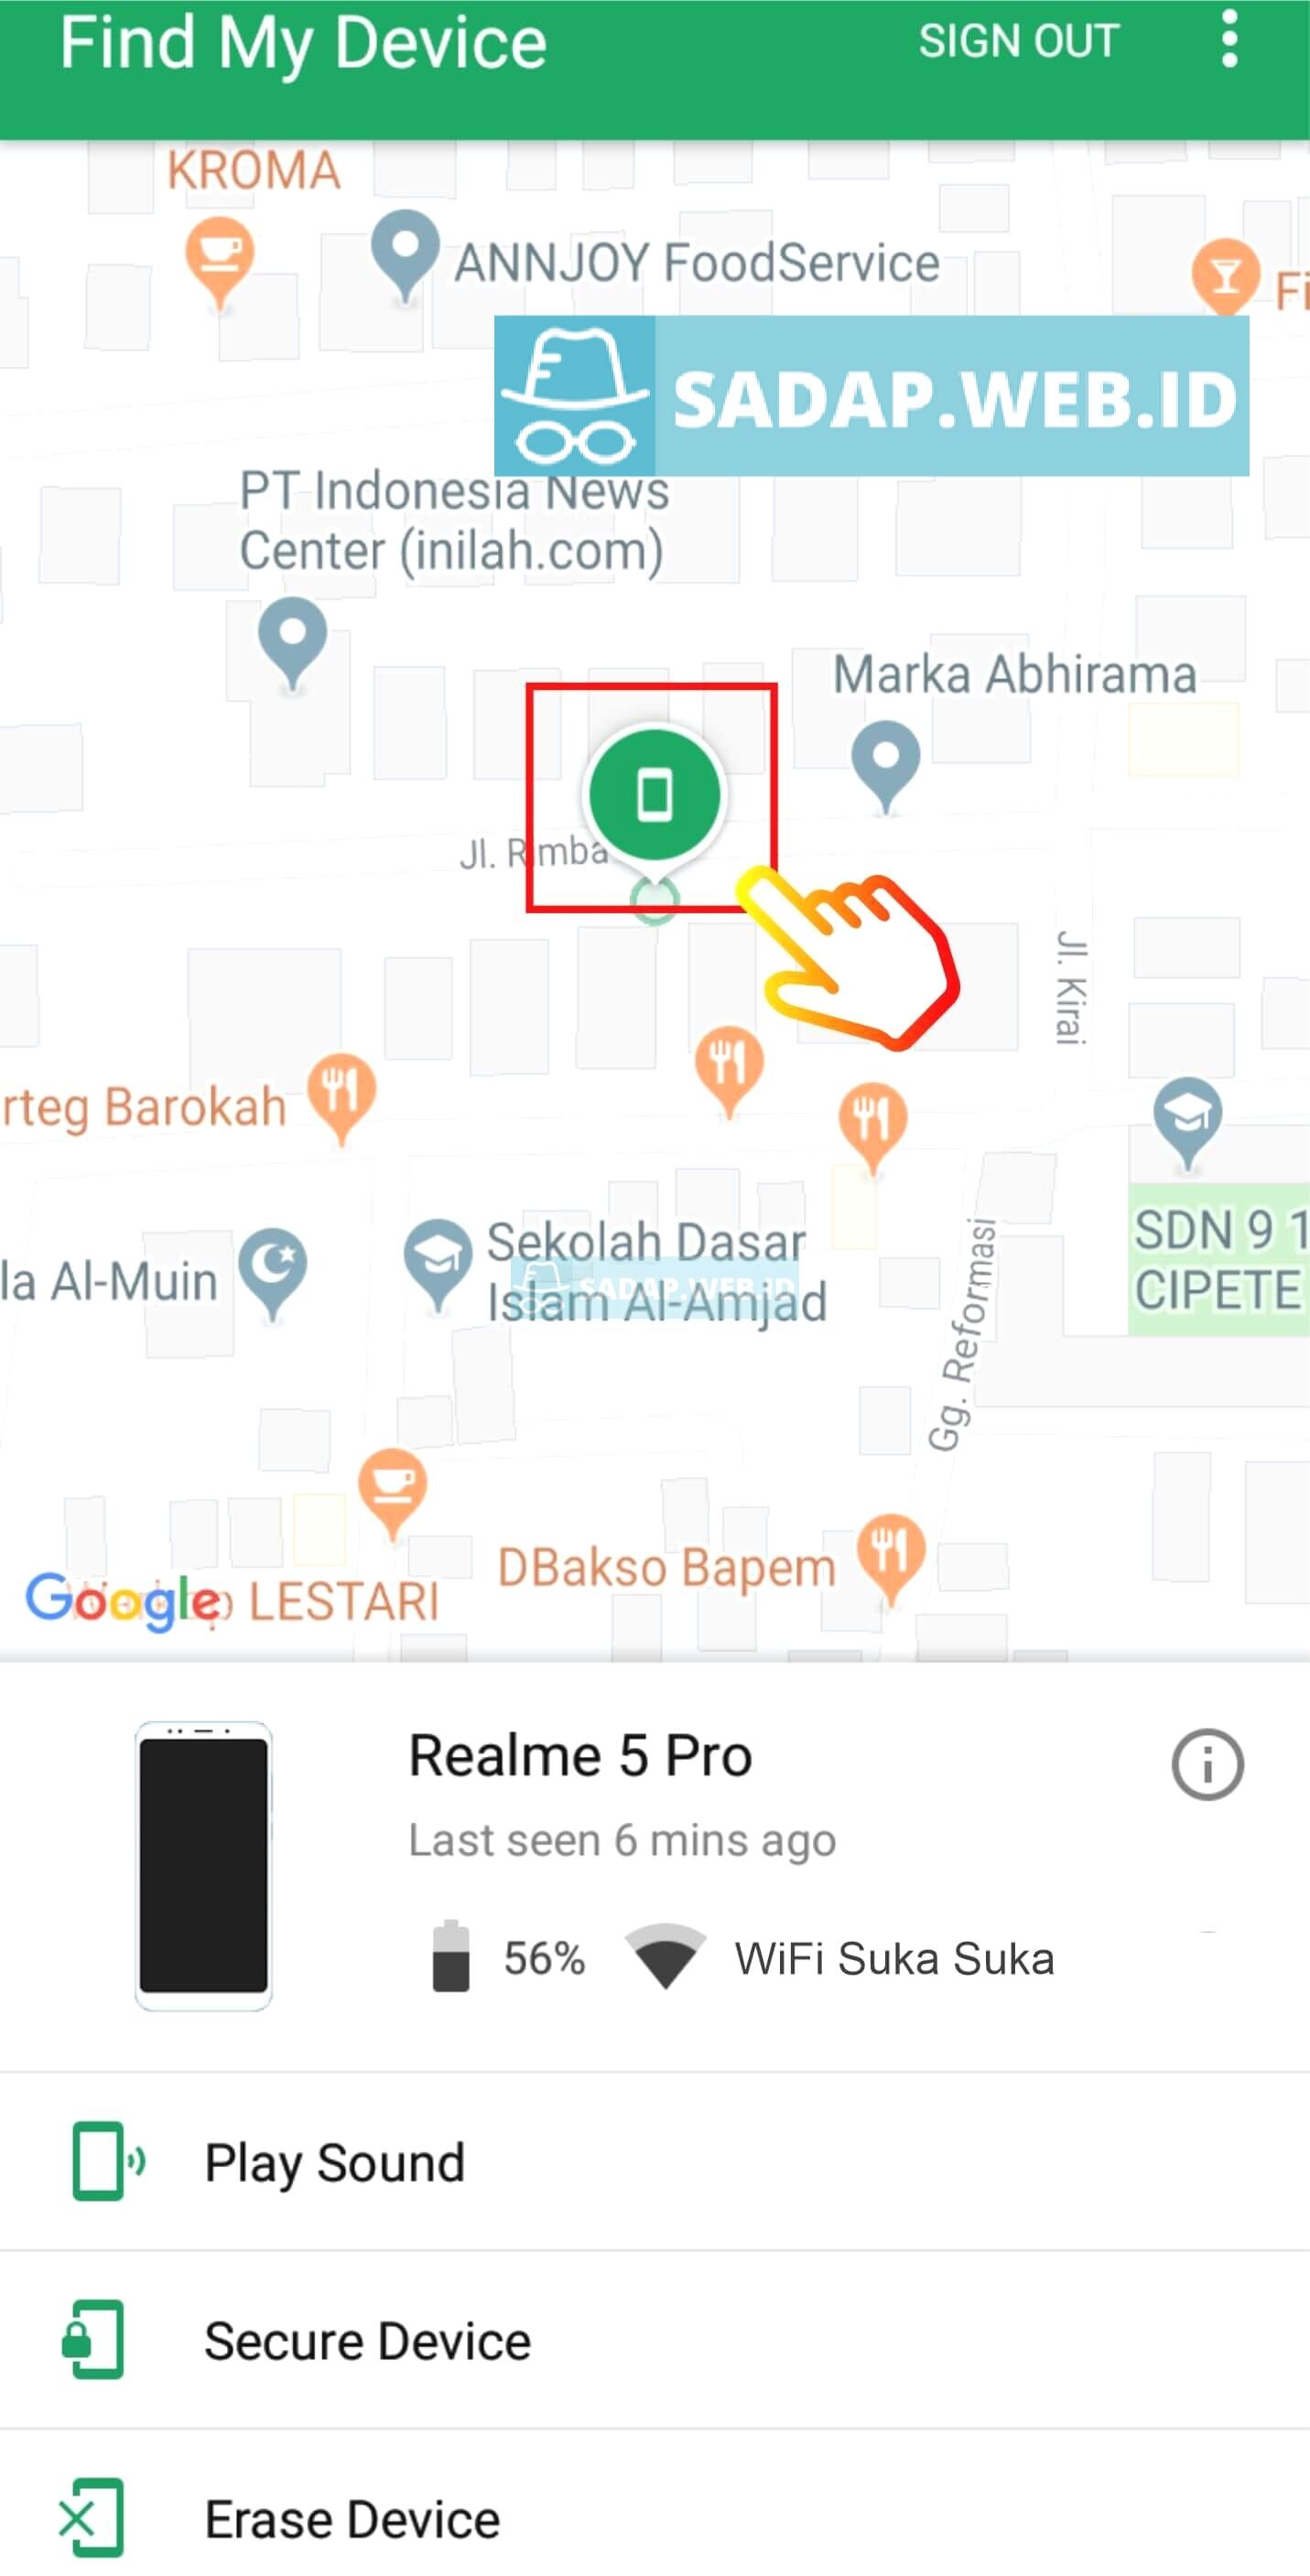 Find My Device
SIGN OUT
KROMA
ANNJOY FoodService
Fi
SADAP.WEB.ID
PT Indonesia News
Center (inilah.com)
Marka Abhirama
Jl. Rimba
Jl. Kirai
rteg Barokah
SDN 9 1
CIPETE
Sekolah Dasar
Islam Al-Amjad
SADAP.WEB.ID
la Al-Muin
Gg. Reformasi
DBakso Bapem
Google
LESTARI
Realme 5 Pro
Last seen 6 mins ago
56%
WiFi Suka Suka
Play Sound
Secure Device
Erase Device